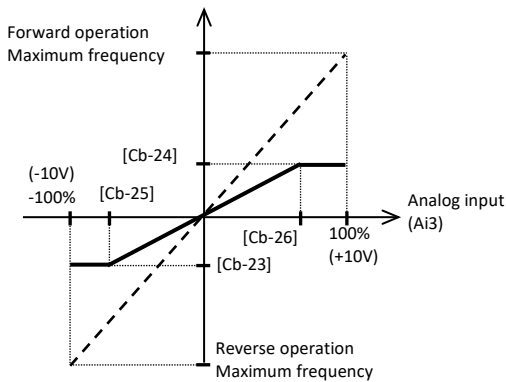 Forward operation
Maximum frequency
[Cb-24]
(-10V)
-100%
[Cb-25]
Analog input
(Ai3)
[Cb-26]
100%
(+10V)
[Cb-23]
Reverse operation
Maximum frequency